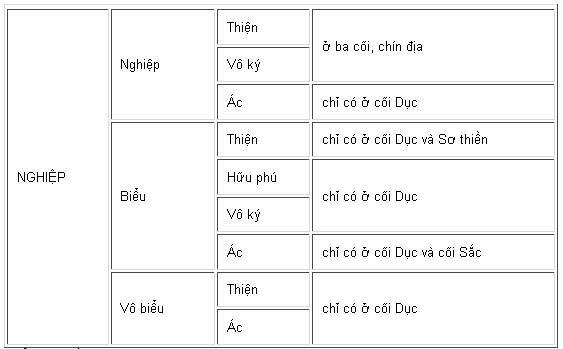 NGHIỆP
Nghiệp
Thiện
ở ba cõi, chín địa
Vô ký
Ác
chỉ có ở cõi Dục
Biểu
Thiện
chỉ có ở cõi Dục và Sơ thiền
Hữu phú
chỉ có ở cõi Dục
Vô ký
Ác
chỉ có ở cõi Dục và cõi Sắc
Vô biểu
Thiện
chỉ có ở cõi Dục
Ác